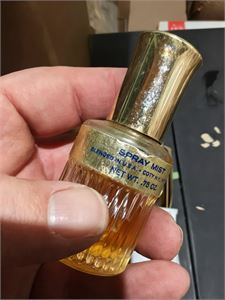 SPRAY MIST
BLENDED IN U.S.A. - COTY N.Y.
NET WT. .75 OZ.